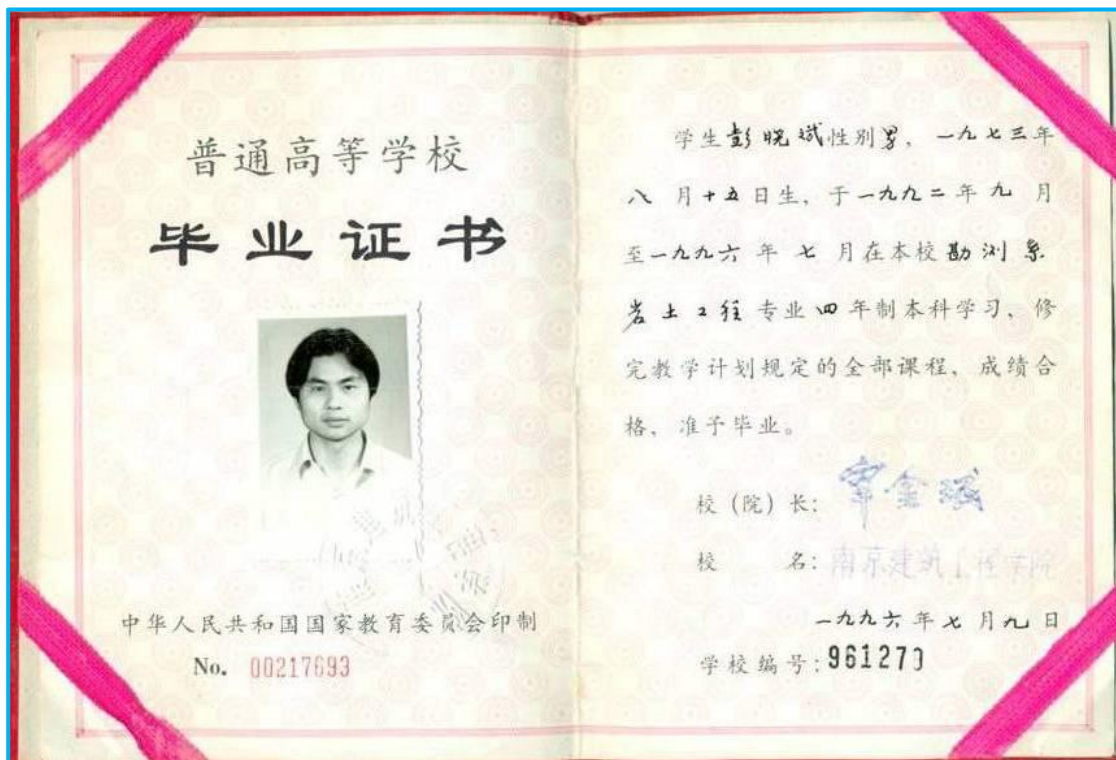 普通高等学校
毕业证书
中华人民共和国国家教育委员会印制
No. 00217693
学生彭晓斌性别男，一九七三年
八月十五日生，于一九九二年九月
至一九九六年七月在本校勘测系
岩土工程专业四年制本科学习，修
完教学计划规定的全部课程，成绩合
格，准予毕业。
校（院）长：
校 名：南京建筑工程学院
一九九六年七月九日
学校编号：961270